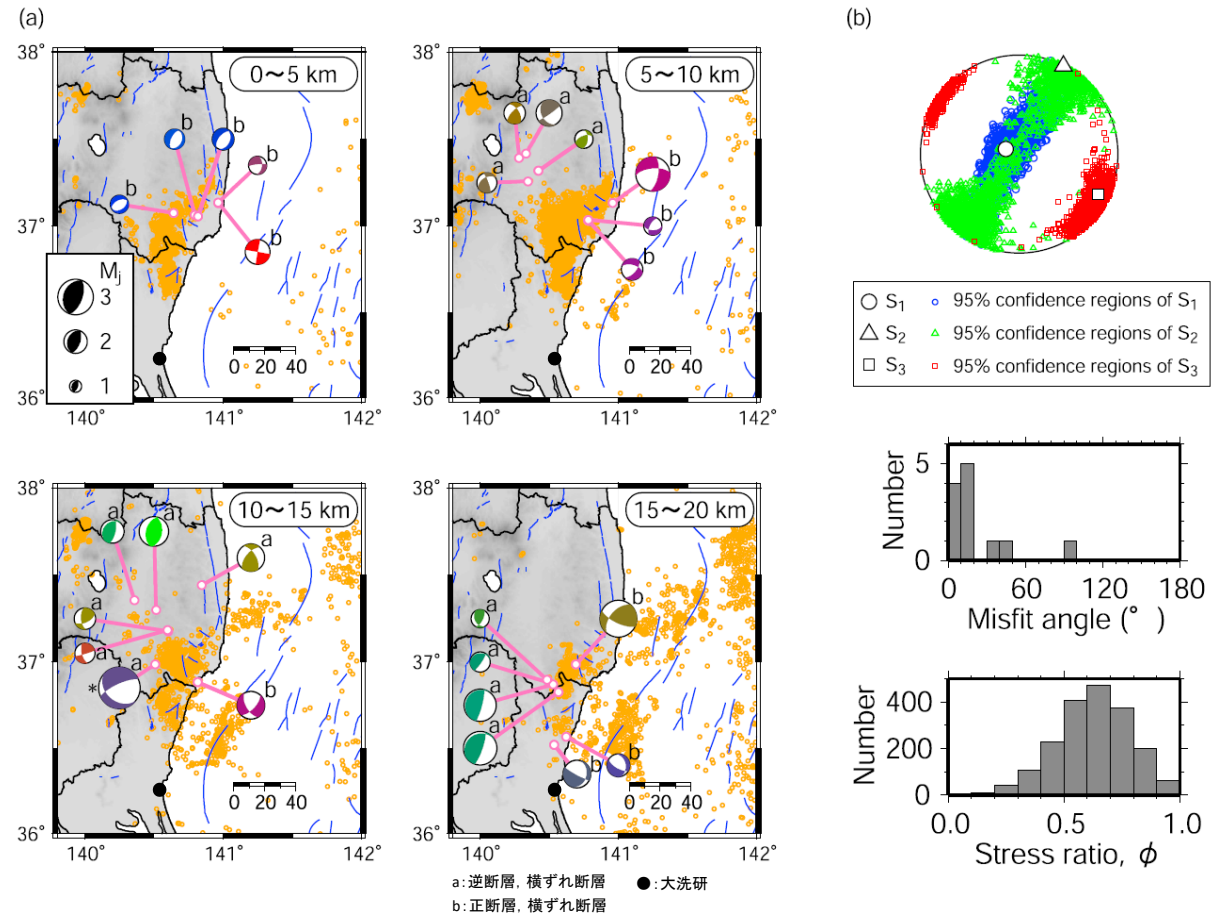 (a)
(b)
38°
37°
36°
0～5 km
b
b
b
b
b
Mj
3
2
1
0 20 40
140°
141°
142°
38°
37°
36°
5～10 km
a
a
a
a
b
b
b
0 20 40
140°
141°
142°
38°
37°
36°
10～15 km
a
a
a
a
a
a
*
b
0 20 40
140°
141°
142°
38°
37°
36°
15～20 km
a
a
a
a
b
b
b
0 20 40
140°
141°
142°
a：逆断層，横ずれ断層
●：大洗研
b：正断層，横ずれ断層
S1 95% confidence regions of S1
S2 95% confidence regions of S2
S3 95% confidence regions of S3
Number
5
0
0 60 120 180
Misfit angle (°)
Number
400
200
0
0.0 0.5 1.0
Stress ratio, φ